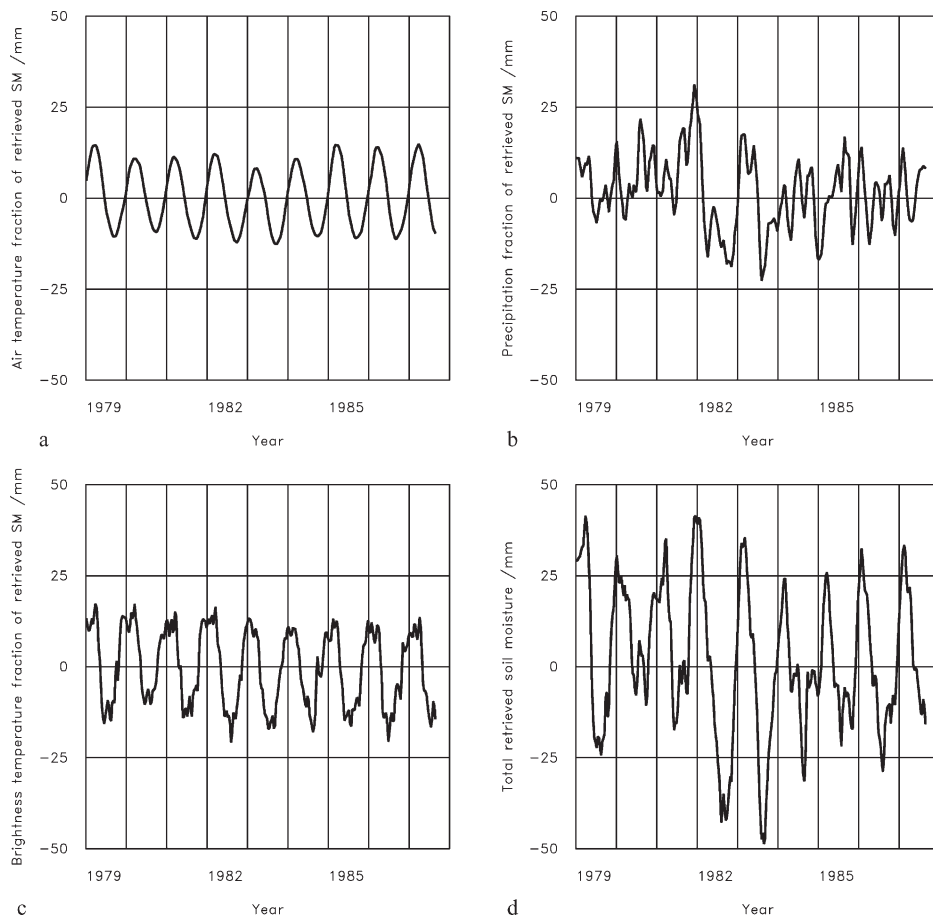 Air temperature fraction of retrieved SM /mm
50
25
0
−25
−50
1979 1982 1985
Year
a
Precipitation fraction of retrieved SM /mm
50
25
0
−25
−50
1979 1982 1985
Year
b
Brightness temperature fraction of retrieved SM /mm
50
25
0
−25
−50
1979 1982 1985
Year
c
Total retrieved soil moisture /mm
50
25
0
−25
−50
1979 1982 1985
Year
d